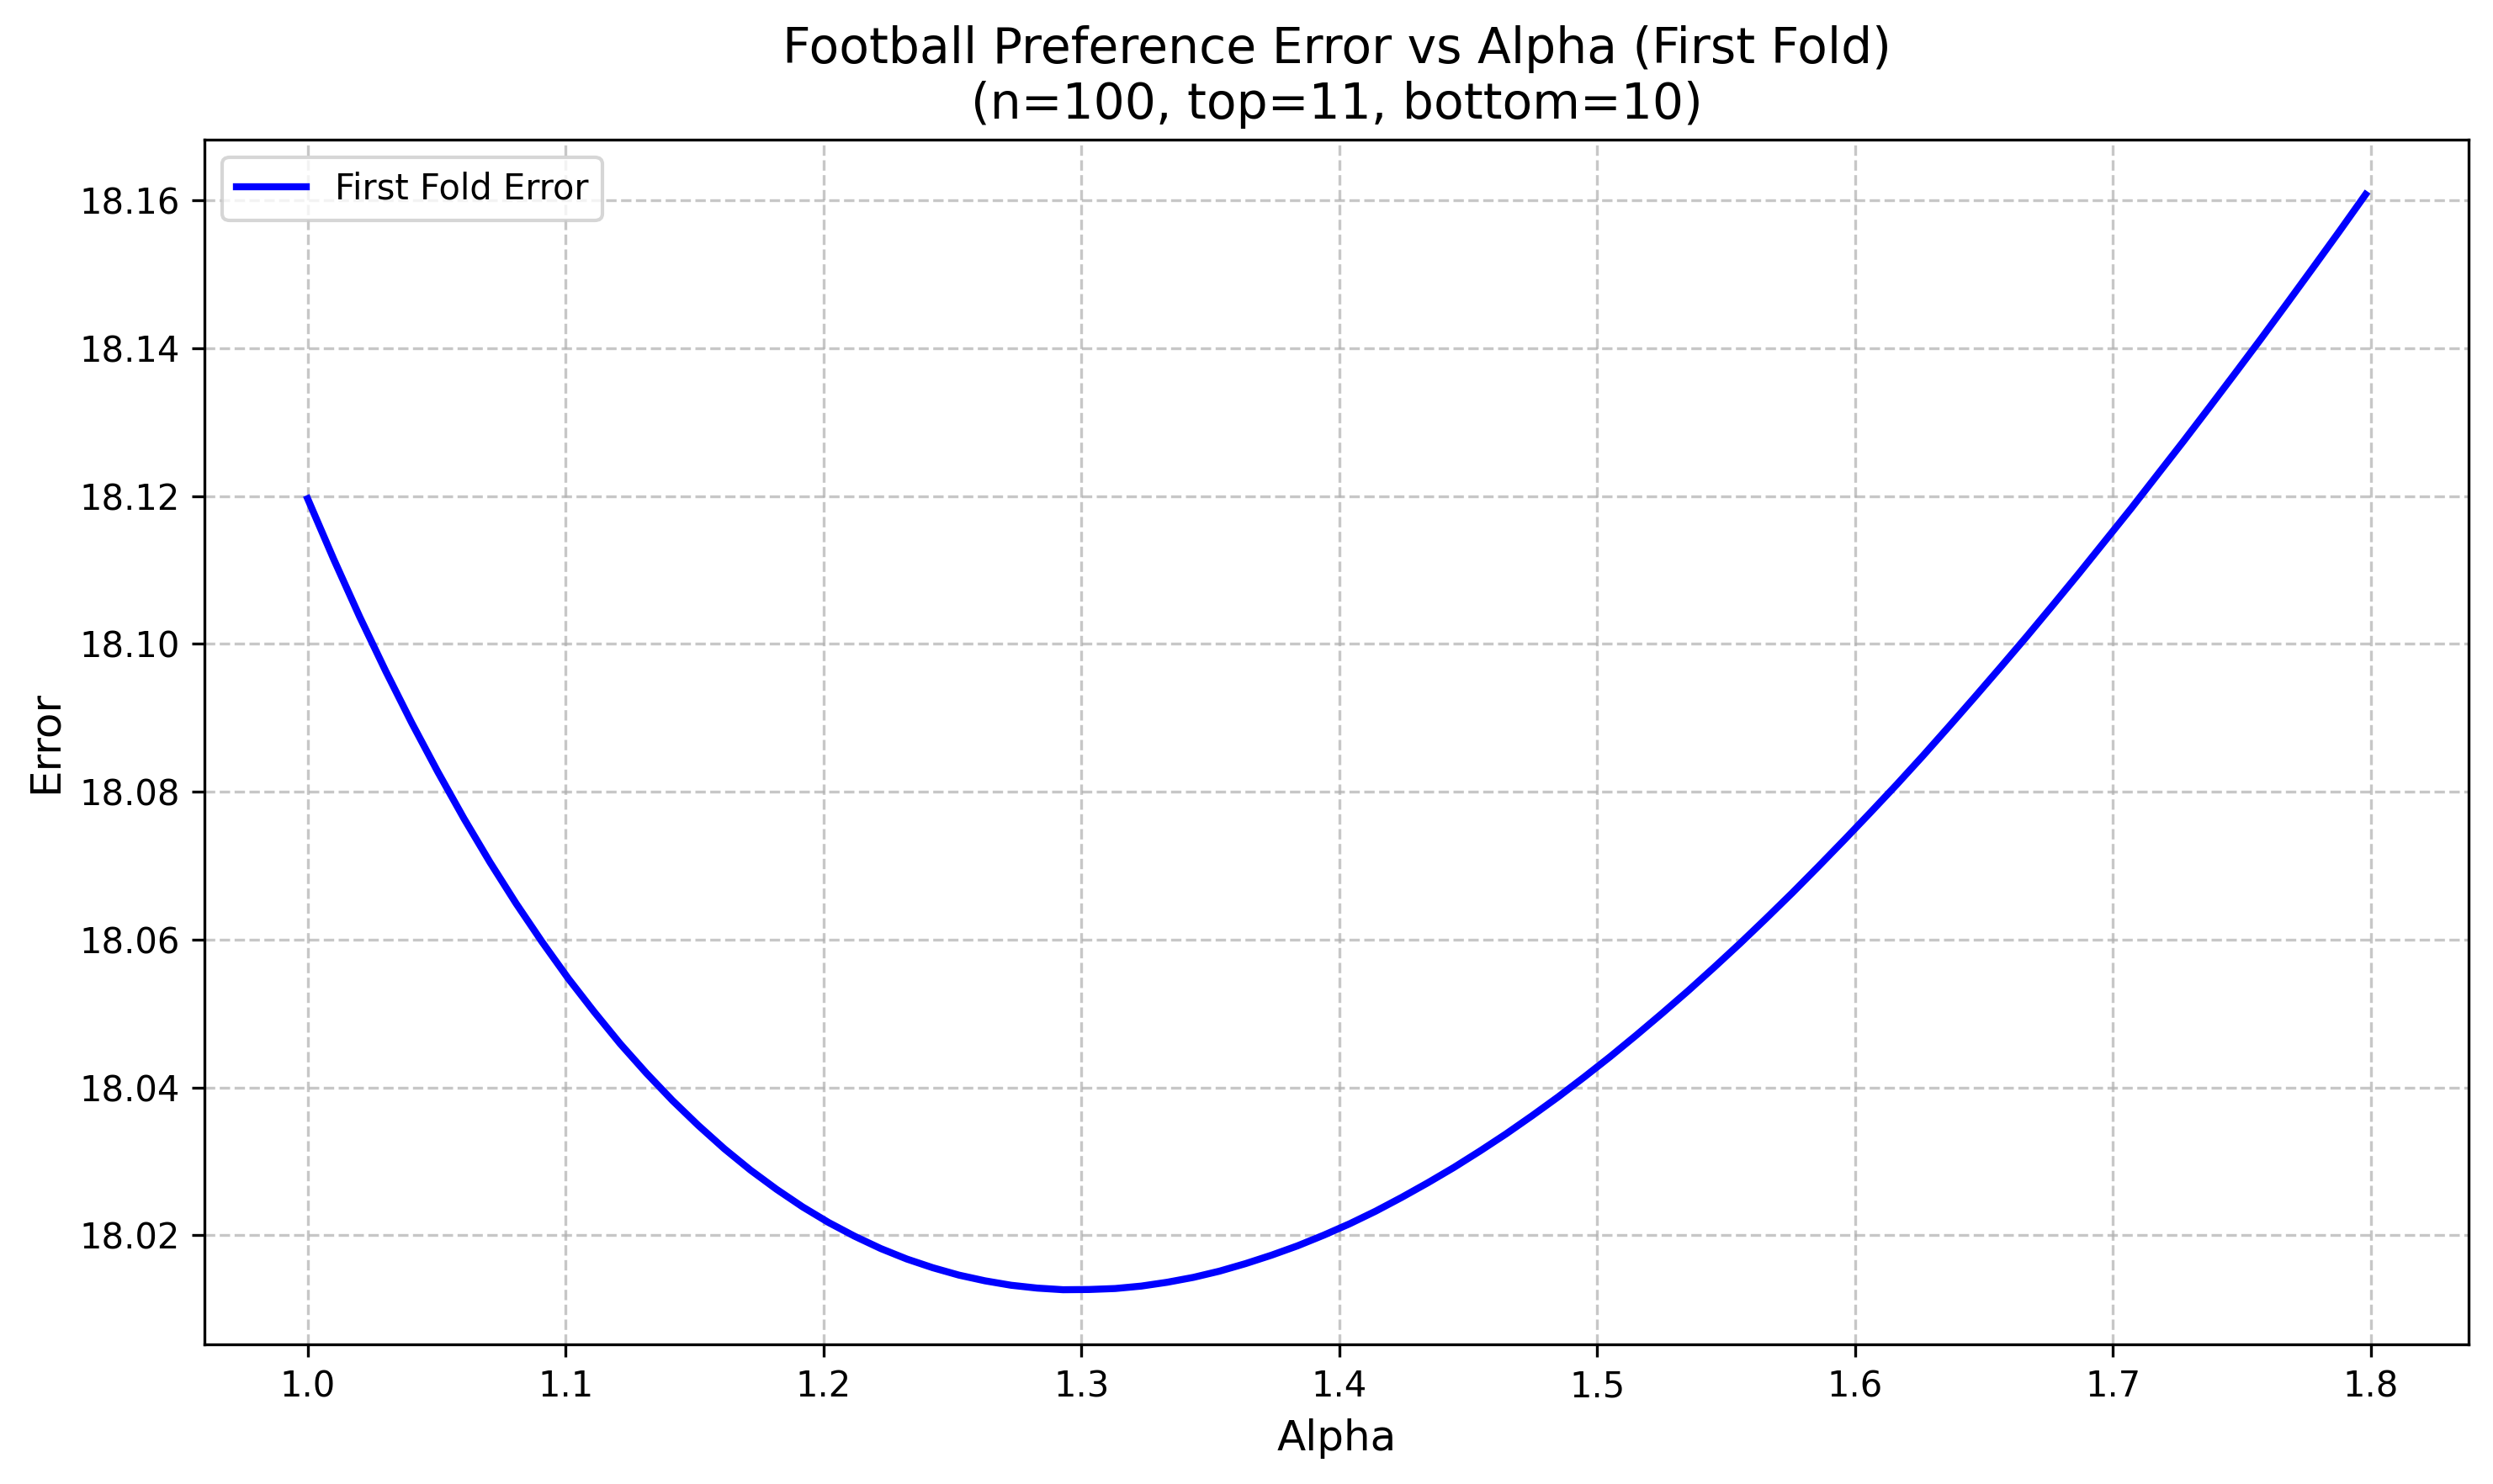 Football Preference Error vs Alpha (First Fold)
(n=100, top=11, bottom=10)
First Fold Error
18.16
18.14
18.12
18.10
18.08
18.06
18.04
18.02
Error
1.0 1.1 1.2 1.3 1.4 1.5 1.6 1.7 1.8
Alpha